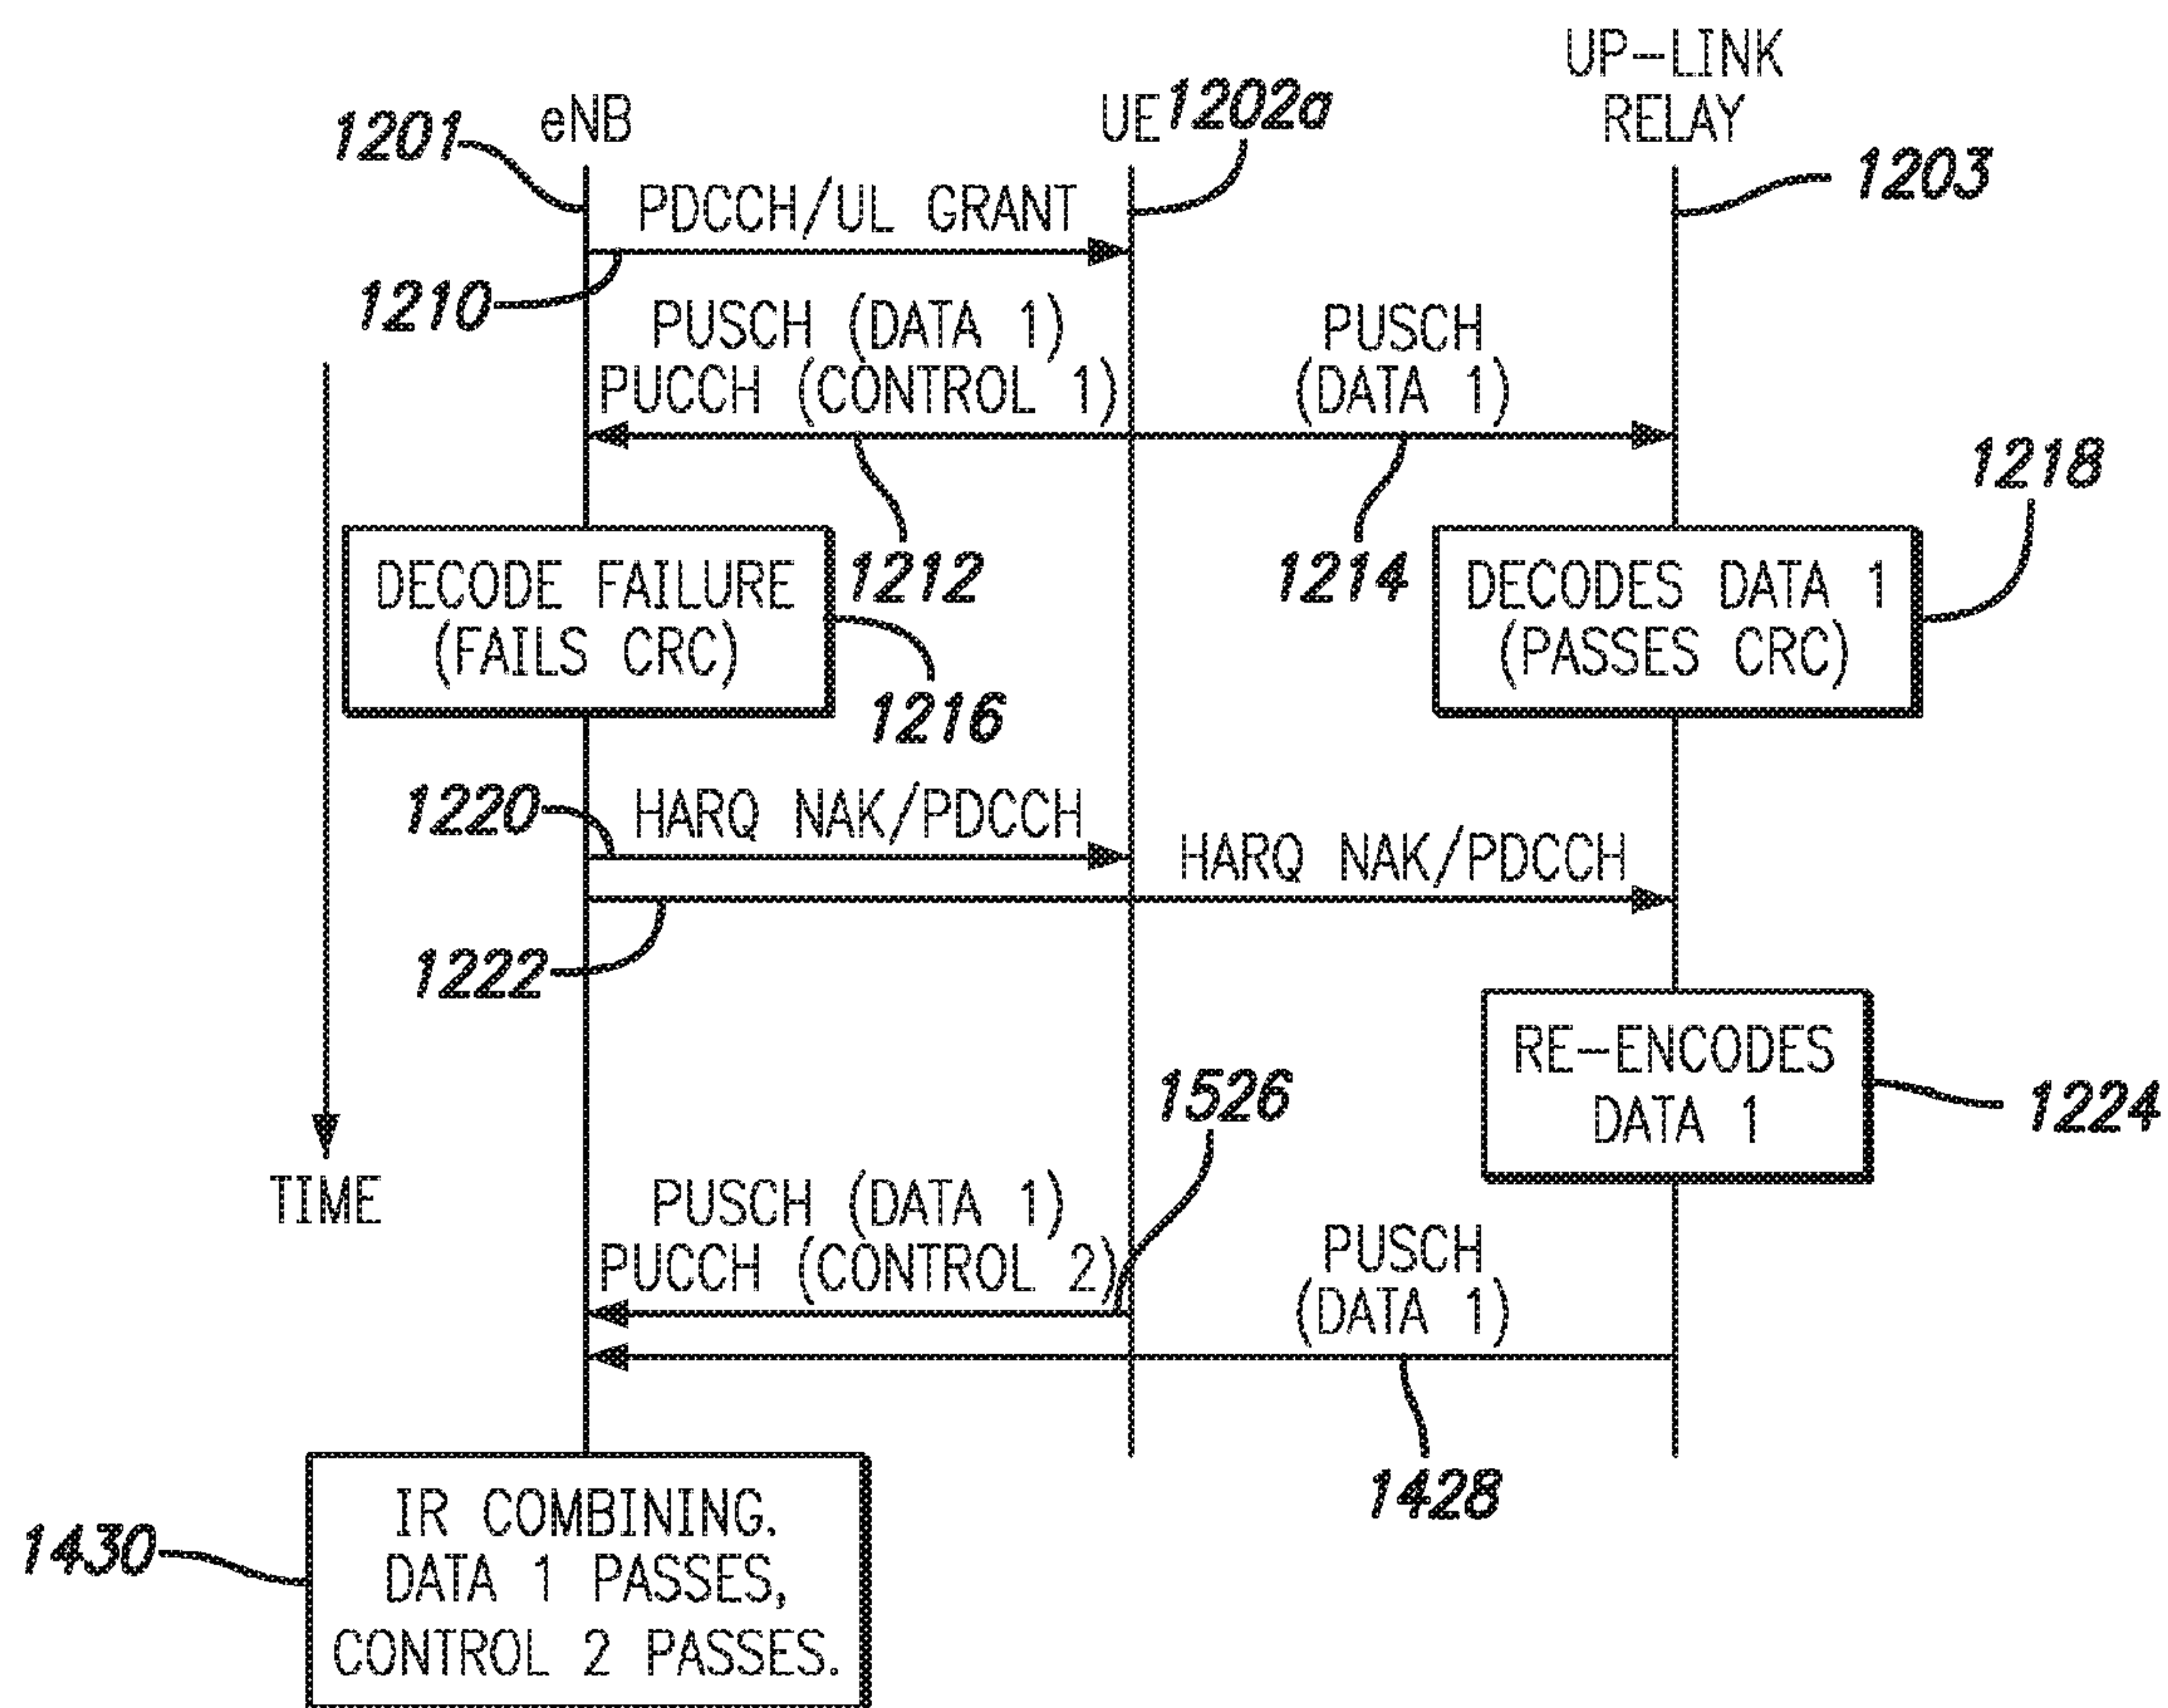 UP-LINK
RELAY
eNB
UE
1202a
1201
1203
PDCCH/UL GRANT
1210
PUSCH (DATA 1)
PUCCH (CONTROL 1)
PUSCH
(DATA 1)
1212
1214
1218
DECODE FAILURE
(FAILS CRC)
1216
DECODES DATA 1
(PASSES CRC)
1220
HARQ NAK/PDCCH
HARQ NAK/PDCCH
1222
RE-ENCODES
DATA 1
1224
1526
TIME
PUSCH (DATA 1)
PUCCH (CONTROL 2)
PUSCH
(DATA 1)
1428
1430
IR COMBINING.
DATA 1 PASSES,
CONTROL 2 PASSES.